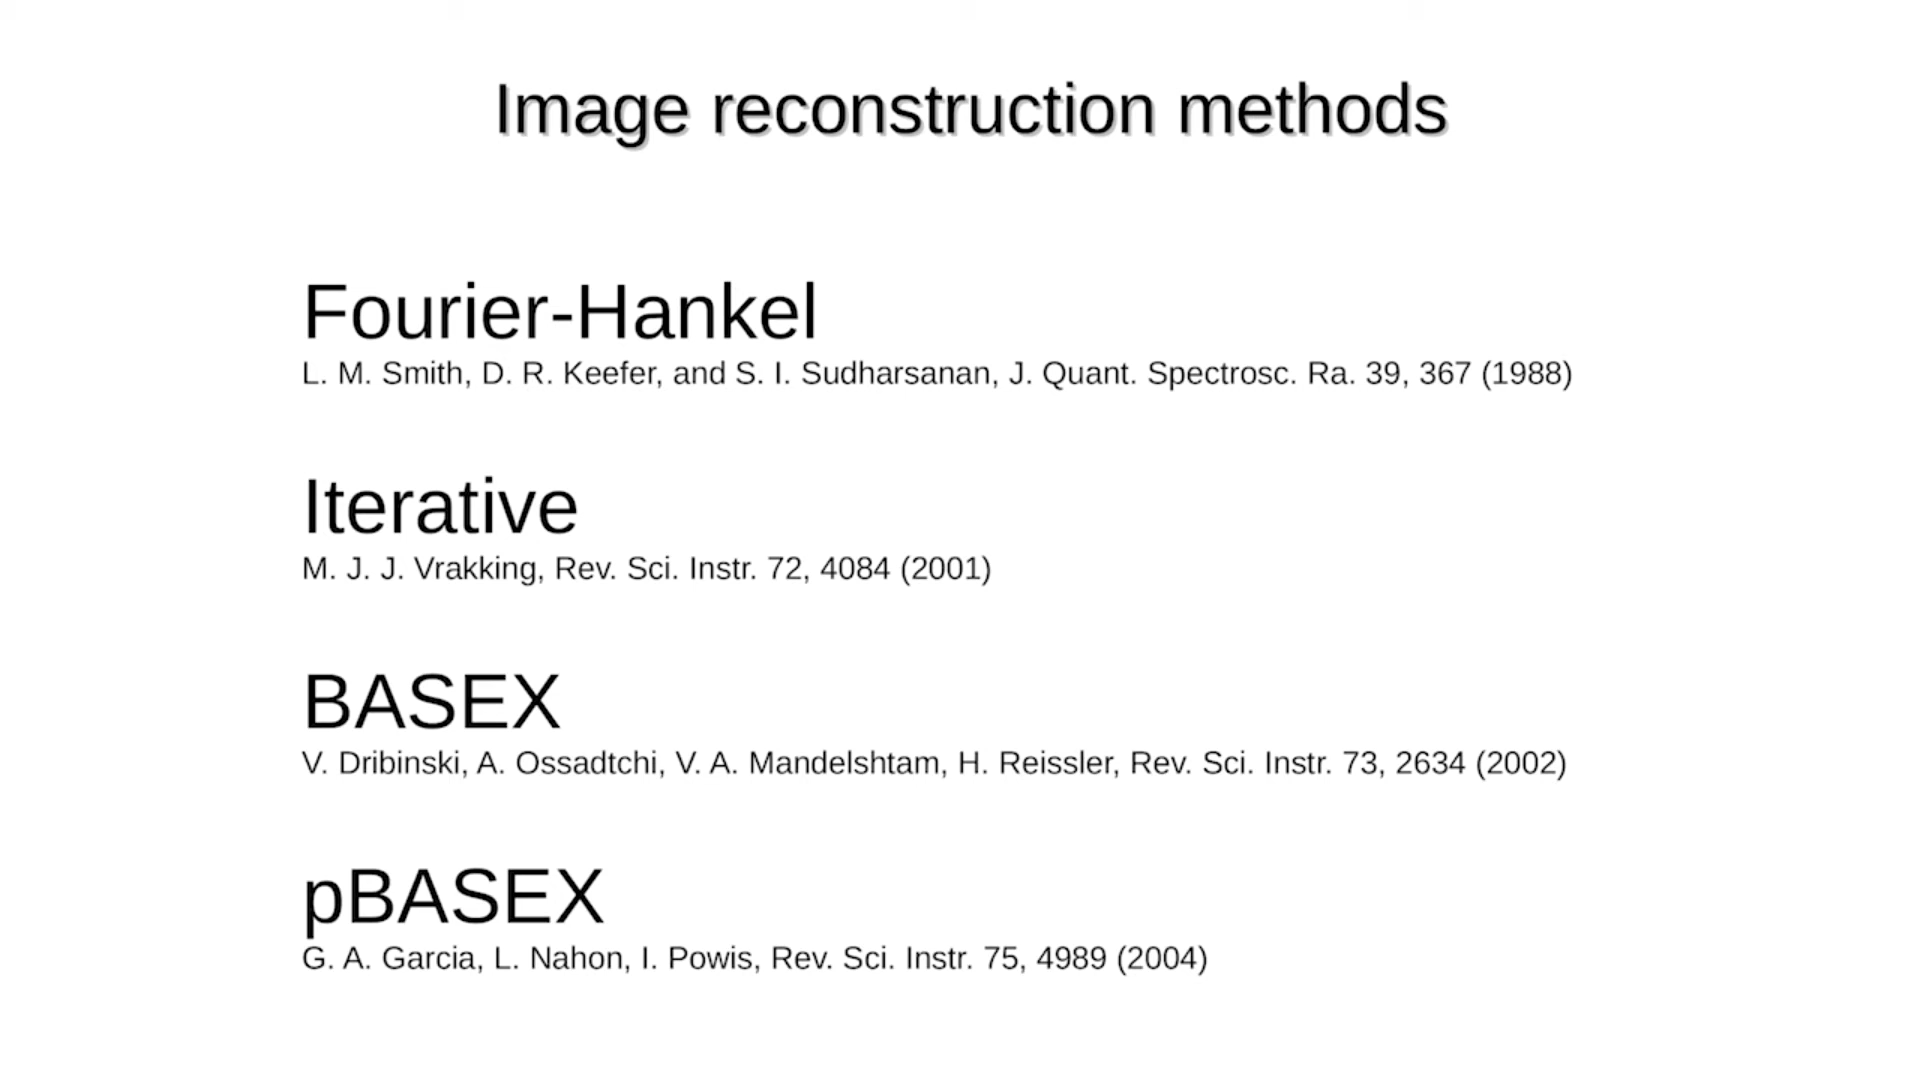 Image reconstruction methods
Fourier-Hankel
L. M. Smith, D. R. Keefer, and S. I. Sudharsanan, J. Quant. Spectrosc. Ra. 39, 367 (1988)
Iterative
M. J. J. Vrakking, Rev. Sci. Instr. 72, 4084 (2001)
BASEX
V. Dribinski, A. Ossadtchi, V. A. Mandelshtam, H. Reissler, Rev. Sci. Instr. 73, 2634 (2002)
pBASEX
G. A. Garcia, L. Nahon, I. Powis, Rev. Sci. Instr. 75, 4989 (2004)